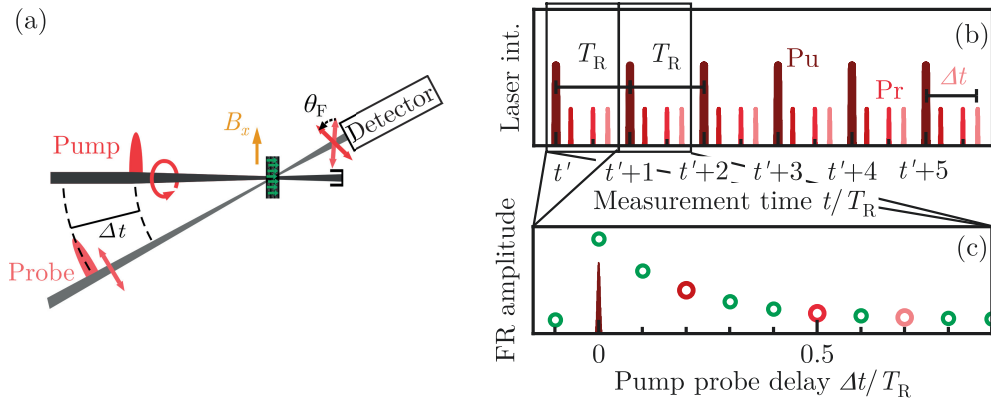 (a)
Pump
Δt
Probe
B_x
θ_F
Detector
(b)
Laser int.
T_R
T_R
Pu
Pr
Δt
t′ t′+1 t′+2 t′+3 t′+4 t′+5
Measurement time t/T_R
(c)
FR amplitude
0 0.5
Pump probe delay Δt/T_R